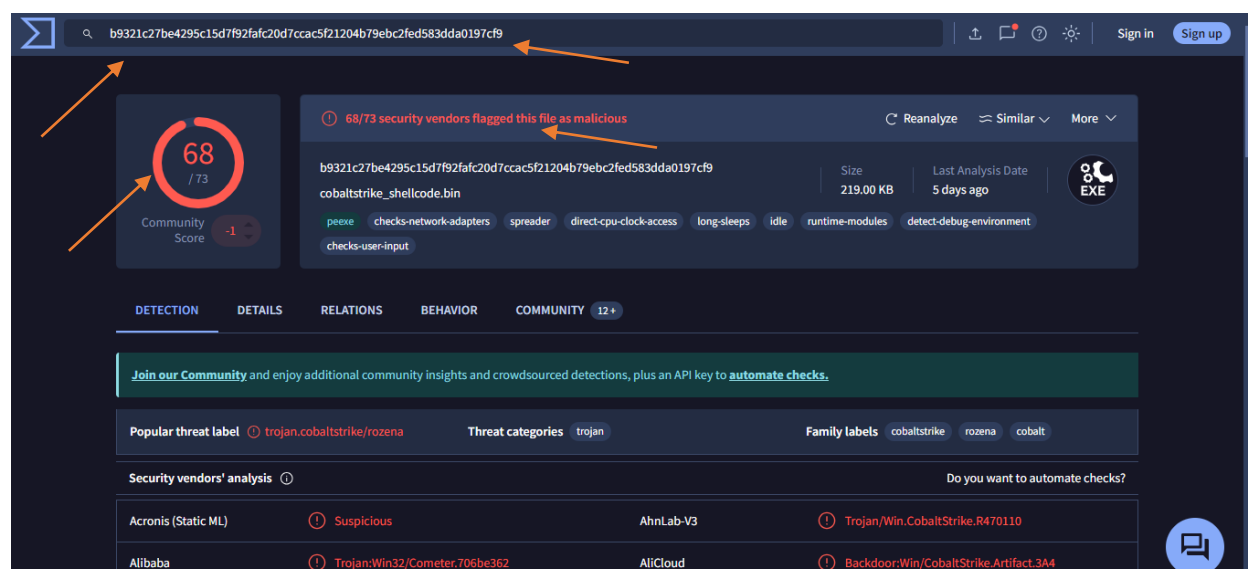 b9321c27be4295c15d7f92fafc20d7ccac5f21204b79ebc2fed583dda0197cf9
Sign in Sign up
68/73 security vendors flagged this file as malicious
Reanalyze Similar More
68
/ 73
Community Score -1
b9321c27be4295c15d7f92fafc20d7ccac5f21204b79ebc2fed583dda0197cf9
cobaltstrike_shellcode.bin
Size
219.00 KB
Last Analysis Date
5 days ago
EXE
peexe checks-network-adapters spreader direct-cpu-clock-access long-sleeps idle runtime-modules detect-debug-environment
checks-user-input
DETECTION DETAILS RELATIONS BEHAVIOR COMMUNITY 12+
Join our Community and enjoy additional community insights and crowdsourced detections, plus an API key to automate checks.
Popular threat label trojan.cobaltstrike/rozena Threat categories trojan Family labels cobaltstrike rozena cobalt
Security vendors' analysis Do you want to automate checks?
Acronis (Static ML) Suspicious AhnLab-V3 Trojan/Win.CobaltStrike.R470110
Alibaba Trojan:Win32/Cometer.706be362 AliCloud Backdoor:Win/CobaltStrike.Artifact.3A4